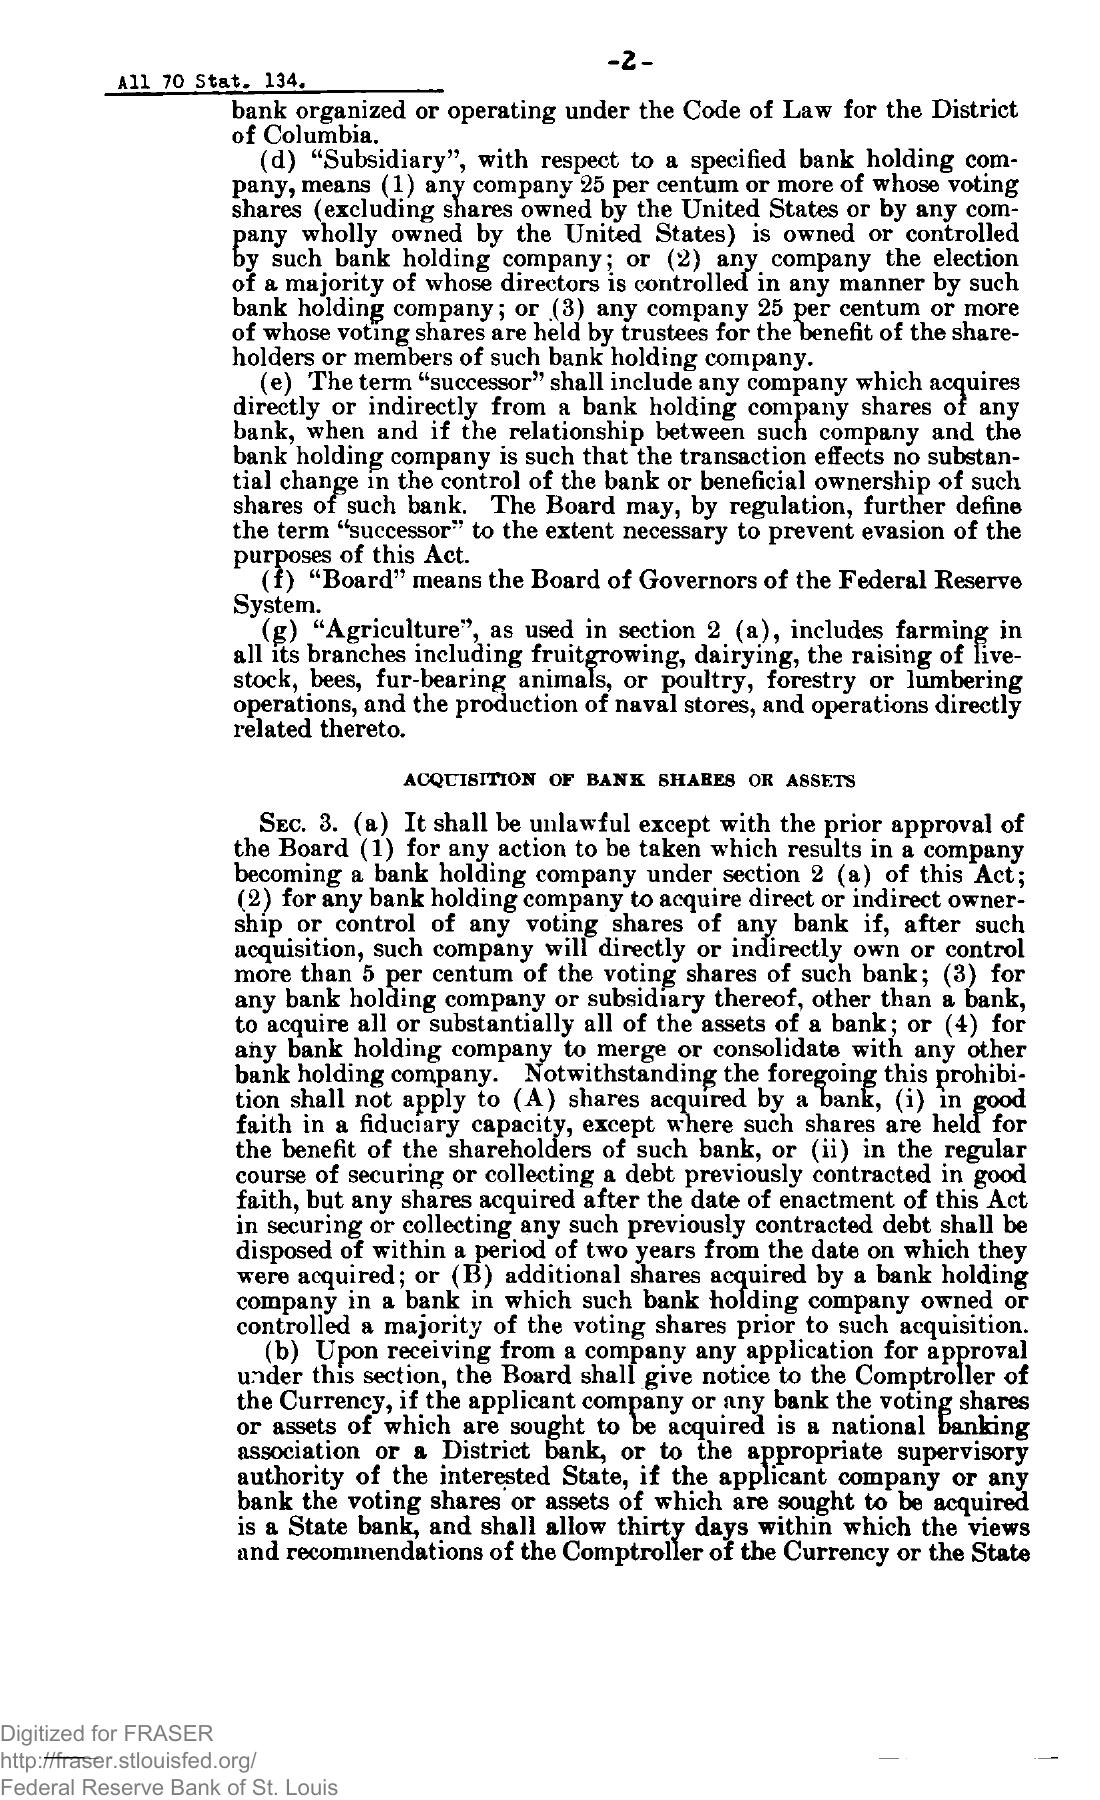 -2-
All 70 Stat. 134.
bank organized or operating under the Code of Law for the District
of Columbia.
(d) “Subsidiary”, with respect to a specified bank holding com-
pany, means (1) any company 25 per centum or more of whose voting
shares (excluding shares owned by the United States or by any com-
pany wholly owned by the United States) is owned or controlled
by such bank holding company; or (2) any company the election
of a majority of whose directors is controlled in any manner by such
bank holding company; or (3) any company 25 per centum or more
of whose voting shares are held by trustees for the benefit of the share-
holders or members of such bank holding company.
(e) The term “successor” shall include any company which acquires
directly or indirectly from a bank holding company shares of any
bank, when and if the relationship between such company and the
bank holding company is such that the transaction effects no substan-
tial change in the control of the bank or beneficial ownership of such
shares of such bank. The Board may, by regulation, further define
the term “successor” to the extent necessary to prevent evasion of the
purposes of this Act.
(f) “Board” means the Board of Governors of the Federal Reserve
System.
(g) “Agriculture”, as used in section 2 (a), includes farming in
all its branches including fruitgrowing, dairying, the raising of live-
stock, bees, fur-bearing animals, or poultry, forestry or lumbering
operations, and the production of naval stores, and operations directly
related thereto.
ACQUISITION OF BANK SHARES OR ASSETS
SEC. 3. (a) It shall be unlawful except with the prior approval of
the Board (1) for any action to be taken which results in a company
becoming a bank holding company under section 2 (a) of this Act;
(2) for any bank holding company to acquire direct or indirect owner-
ship or control of any voting shares of any bank if, after such
acquisition, such company will directly or indirectly own or control
more than 5 per centum of the voting shares of such bank; (3) for
any bank holding company or subsidiary thereof, other than a bank,
to acquire all or substantially all of the assets of a bank; or (4) for
any bank holding company to merge or consolidate with any other
bank holding company. Notwithstanding the foregoing this prohibi-
tion shall not apply to (A) shares acquired by a bank, (i) in good
faith in a fiduciary capacity, except where such shares are held for
the benefit of the shareholders of such bank, or (ii) in the regular
course of securing or collecting a debt previously contracted in good
faith, but any shares acquired after the date of enactment of this Act
in securing or collecting any such previously contracted debt shall be
disposed of within a period of two years from the date on which they
were acquired; or (B) additional shares acquired by a bank holding
company in a bank in which such bank holding company owned or
controlled a majority of the voting shares prior to such acquisition.
(b) Upon receiving from a company any application for approval
under this section, the Board shall give notice to the Comptroller of
the Currency, if the applicant company or any bank the voting shares
or assets of which are sought to be acquired is a national banking
association or a District bank, or to the appropriate supervisory
authority of the interested State, if the applicant company or any
bank the voting shares or assets of which are sought to be acquired
is a State bank, and shall allow thirty days within which the views
and recommendations of the Comptroller of the Currency or the State
Digitized for FRASER
http://fraser.stlouisfed.org/
Federal Reserve Bank of St. Louis